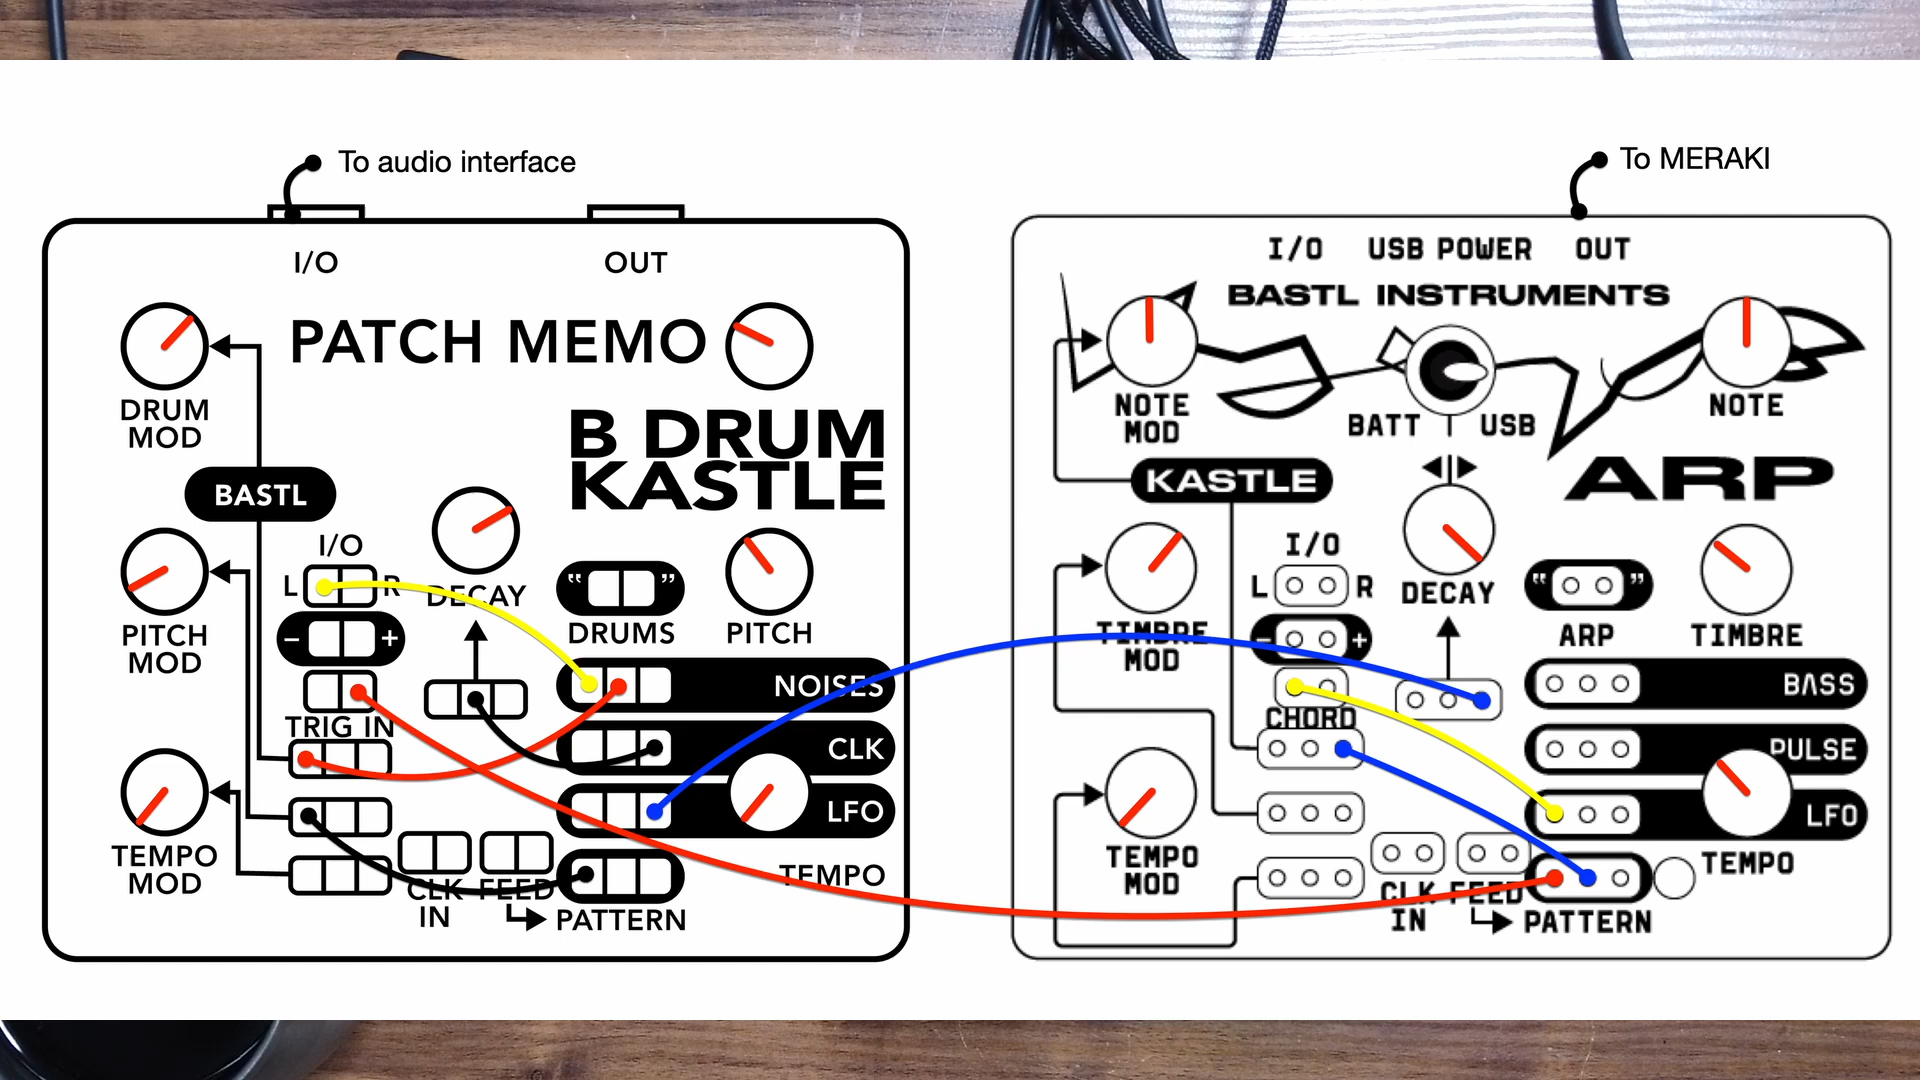 To audio interface
I/O
OUT
PATCH MEMO
DRUM
MOD
B DRUM
KASTLE
BASTL
I/O
L
R
DECAY
“ ”
DRUMS
PITCH
PITCH
MOD
−
+
NOISES
TRIG IN
CLK
LFO
TEMPO
MOD
CLK
IN
FEED
PATTERN
TEMPO
To MERAKI
I/O
USB POWER
OUT
BASTL INSTRUMENTS
NOTE
MOD
BATT
USB
NOTE
KASTLE
ARP
I/O
L
R
DECAY
“ ”
ARP
TIMBRE
TIMBRE
MOD
-
+
BASS
CHORD
PULSE
LFO
TEMPO
MOD
CLK
IN
FEED
PATTERN
TEMPO